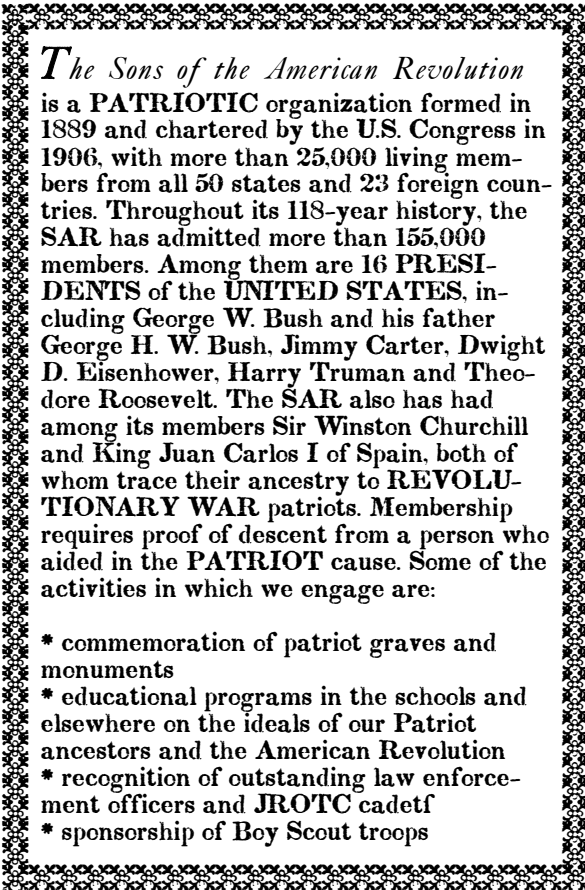 The Sons of the American Revolution
is a PATRIOTIC organization formed in
1889 and chartered by the U.S. Congress in
1906, with more than 25,000 living mem-
bers from all 50 states and 23 foreign coun-
tries. Throughout its 118-year history, the
SAR has admitted more than 155,000
members. Among them are 16 PRESI-
DENTS of the UNITED STATES, in-
cluding George W. Bush and his father
George H. W. Bush, Jimmy Carter, Dwight
D. Eisenhower, Harry Truman and Theo-
dore Roosevelt. The SAR also has had
among its members Sir Winston Churchill
and King Juan Carlos I of Spain, both of
whom trace their ancestry to REVOLU-
TIONARY WAR patriots. Membership
requires proof of descent from a person who
aided in the PATRIOT cause. Some of the
activities in which we engage are:

* commemoration of patriot graves and
monuments
* educational programs in the schools and
elsewhere on the ideals of our Patriot
ancestors and the American Revolution
* recognition of outstanding law enforce-
ment officers and JROTC cadetſ
* sponsorship of Boy Scout troops